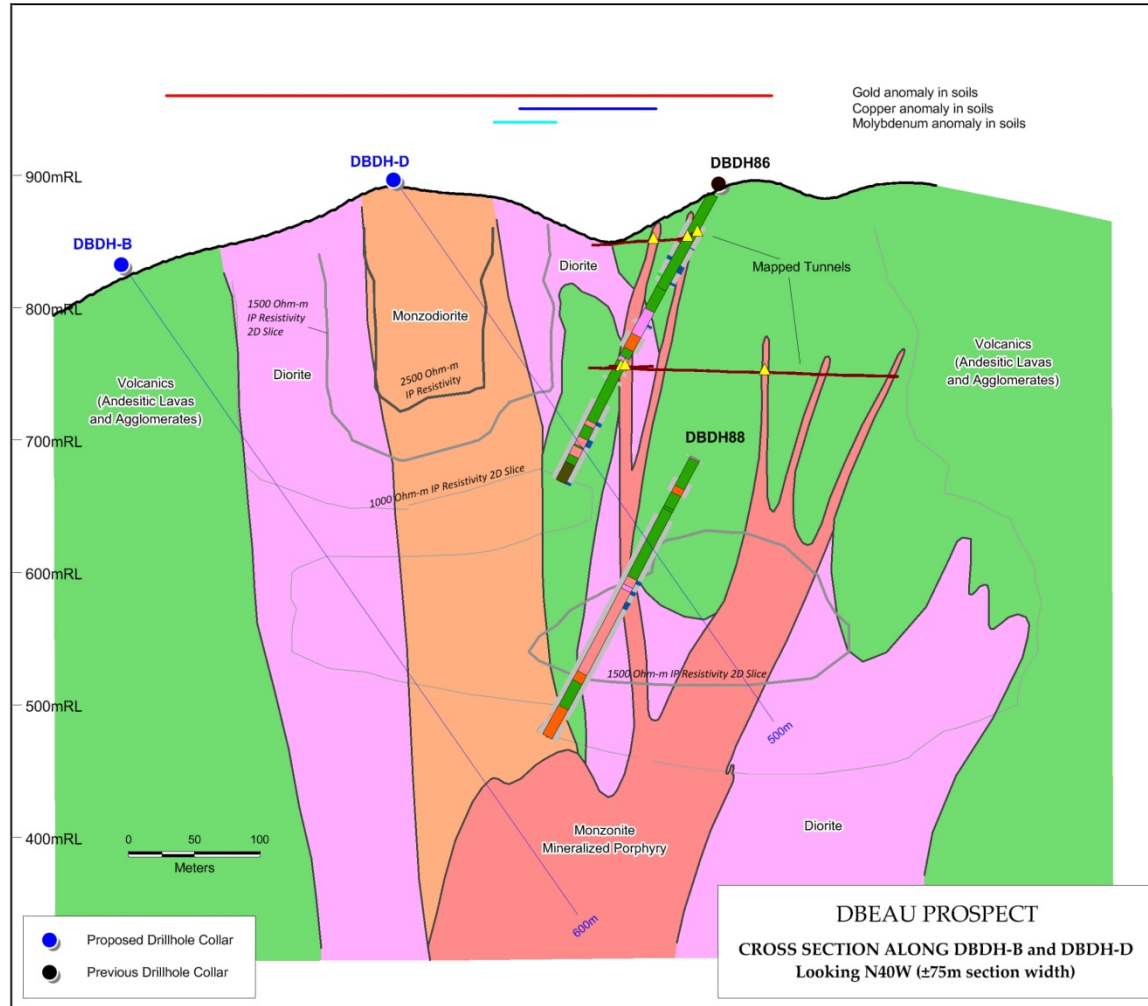 Gold anomaly in soils
Copper anomaly in soils
Molybdenum anomaly in soils
DBDH-D
DBDH86
900mRL
DBDH-B
Mapped Tunnels
Diorite
800mRL
1500 Ohm-m
IP Resistivity
2D Slice
Monzodiorite
Volcanics
(Andesitic Lavas
and Agglomerates)
Diorite
2500 Ohm-m
IP Resistivity
Volcanics
(Andesitic Lavas
and Agglomerates)
700mRL
DBDH88
1000 Ohm-m IP Resistivity 2D Slice
600mRL
1500 Ohm-m IP Resistivity 2D Slice
500mRL
500m
400mRL
0 50 100
Meters
Monzonite
Mineralized Porphyry
Diorite
600m
Proposed Drillhole Collar
Previous Drillhole Collar
DBEAU PROSPECT
CROSS SECTION ALONG DBDH-B and DBDH-D
Looking N40W (±75m section width)